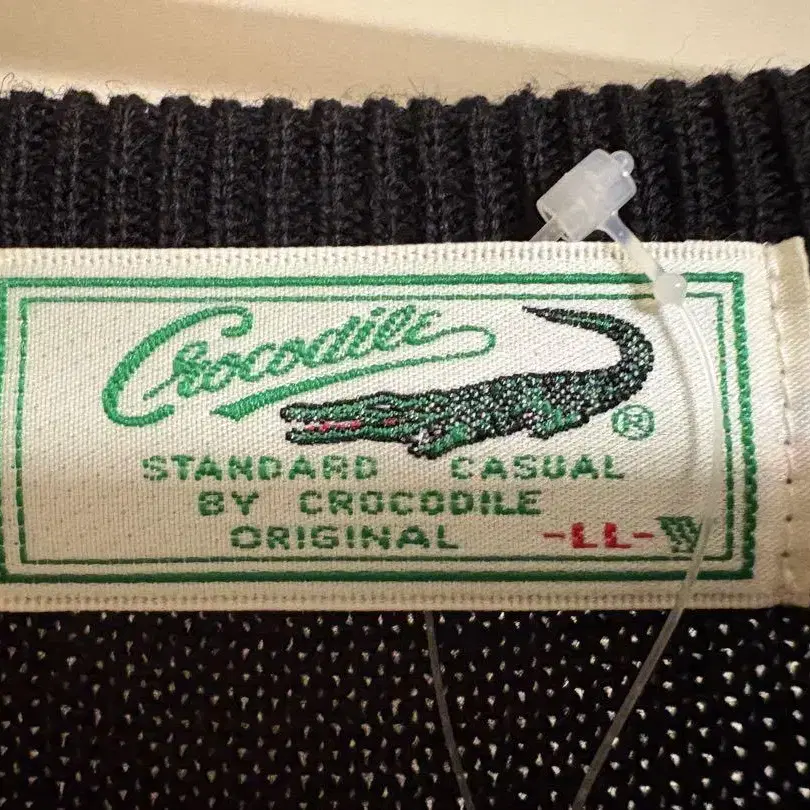 Crocodile
®
STANDARD CASUAL
BY CROCODILE
ORIGINAL -LL-